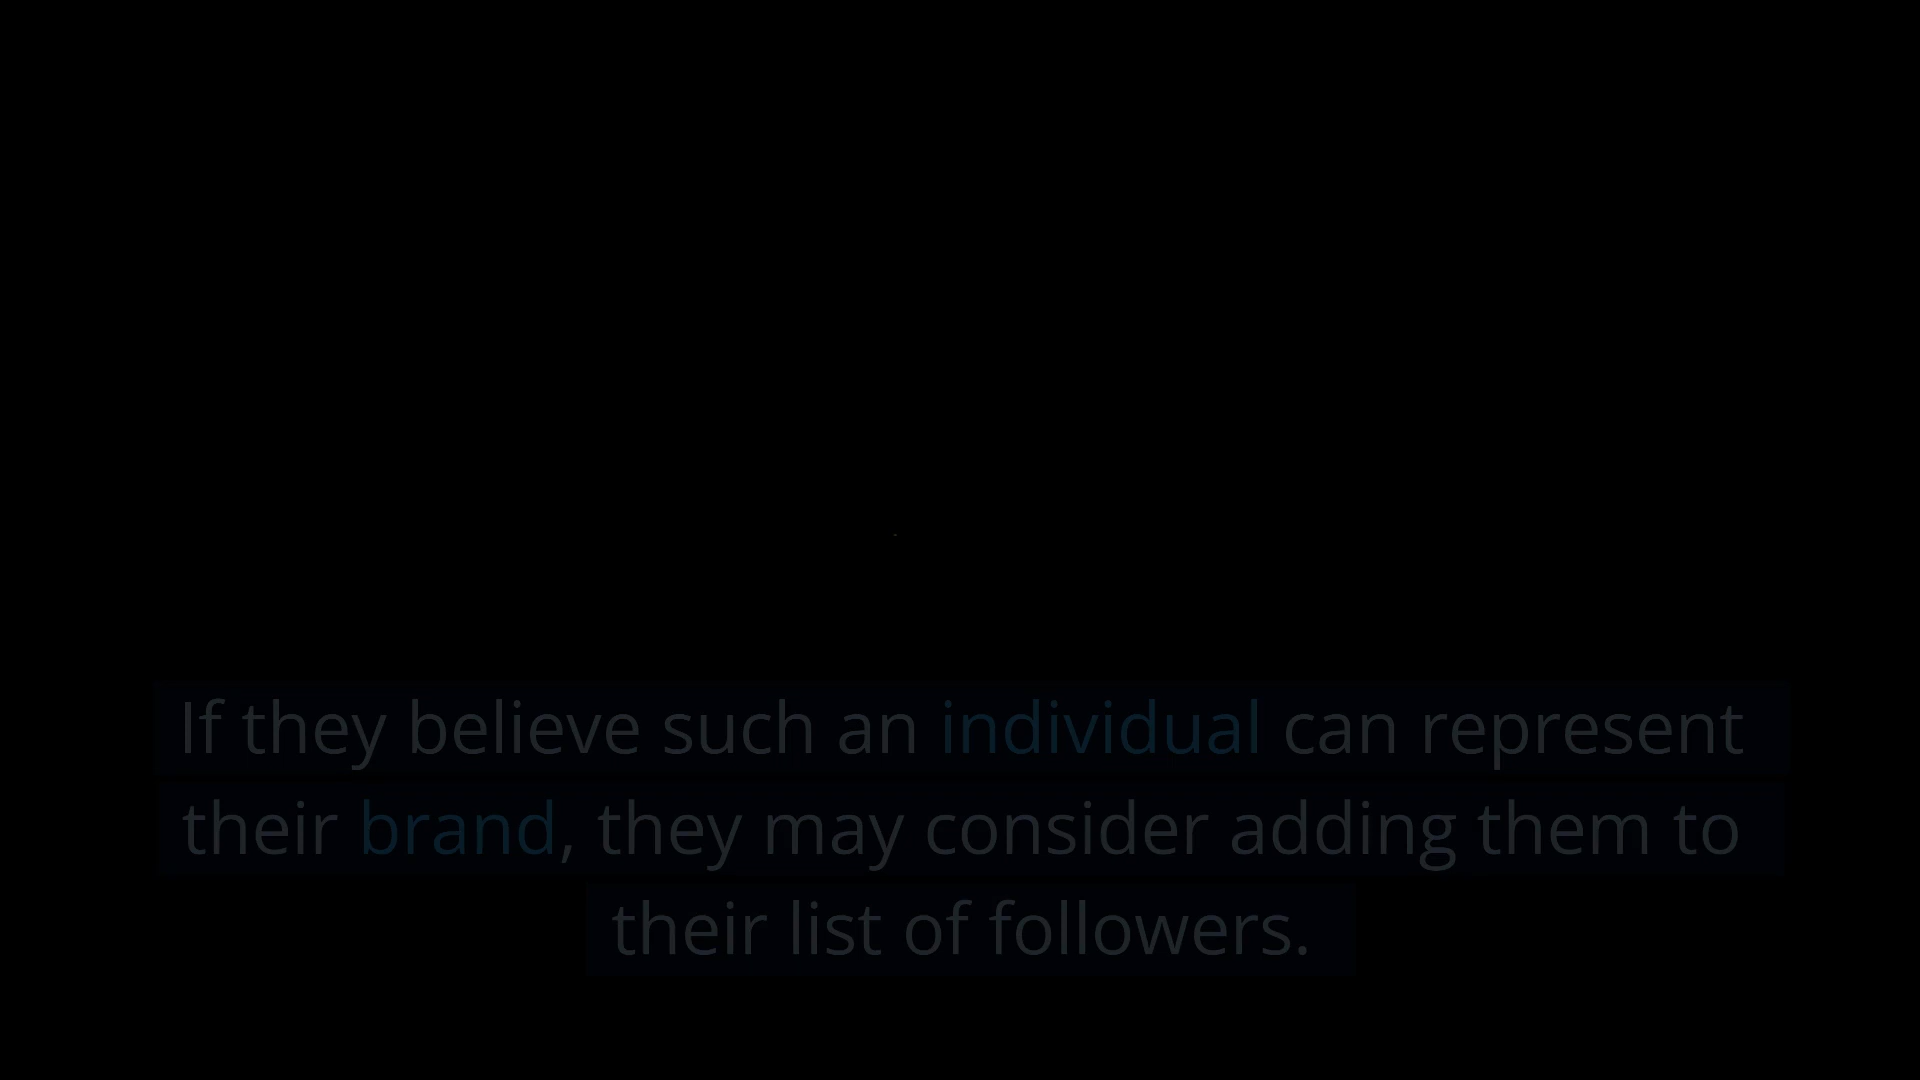 If they believe such an individual can represent
their brand, they may consider adding them to
their list of followers.